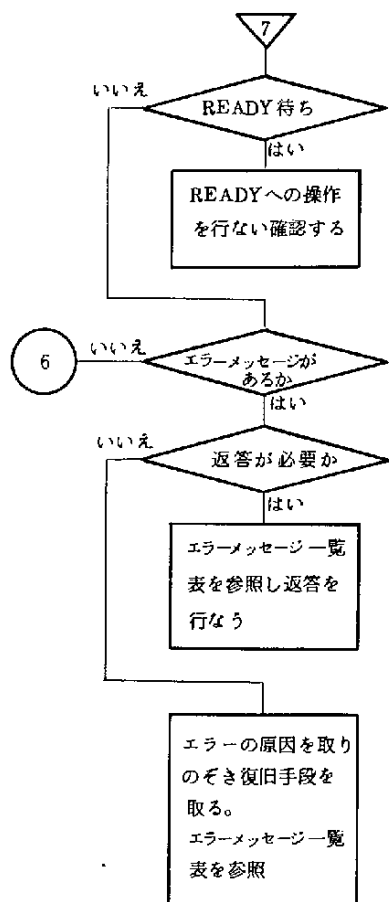 7
いいえ
READY待ち
はい
READYへの操作
を行ない確認する
6
いいえ
エラーメッセージが
あるか
はい
いいえ
返答が必要か
はい
エラーメッセージ一覧
表を参照し返答を
行なう
エラーの原因を取り
のぞき復旧手段を
取る。
エラーメッセージ一覧
表を参照